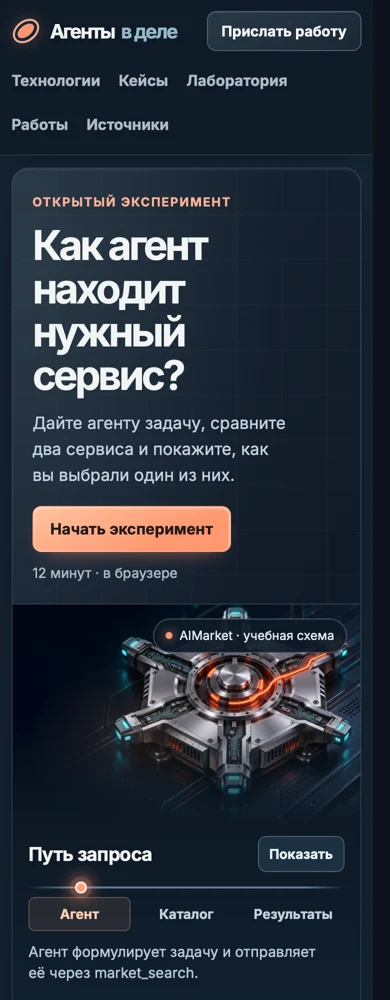 Агенты в деле
Прислать работу
Технологии Кейсы Лаборатория
Работы Источники
ОТКРЫТЫЙ ЭКСПЕРИМЕНТ
Как агент
находит
нужный
сервис?
Дайте агенту задачу, сравните
два сервиса и покажите, как
вы выбрали один из них.
Начать эксперимент
12 минут · в браузере
AIMarket · учебная схема
Путь запроса
Показать
Агент Каталог Результаты
Агент формулирует задачу и отправляет
её через market_search.